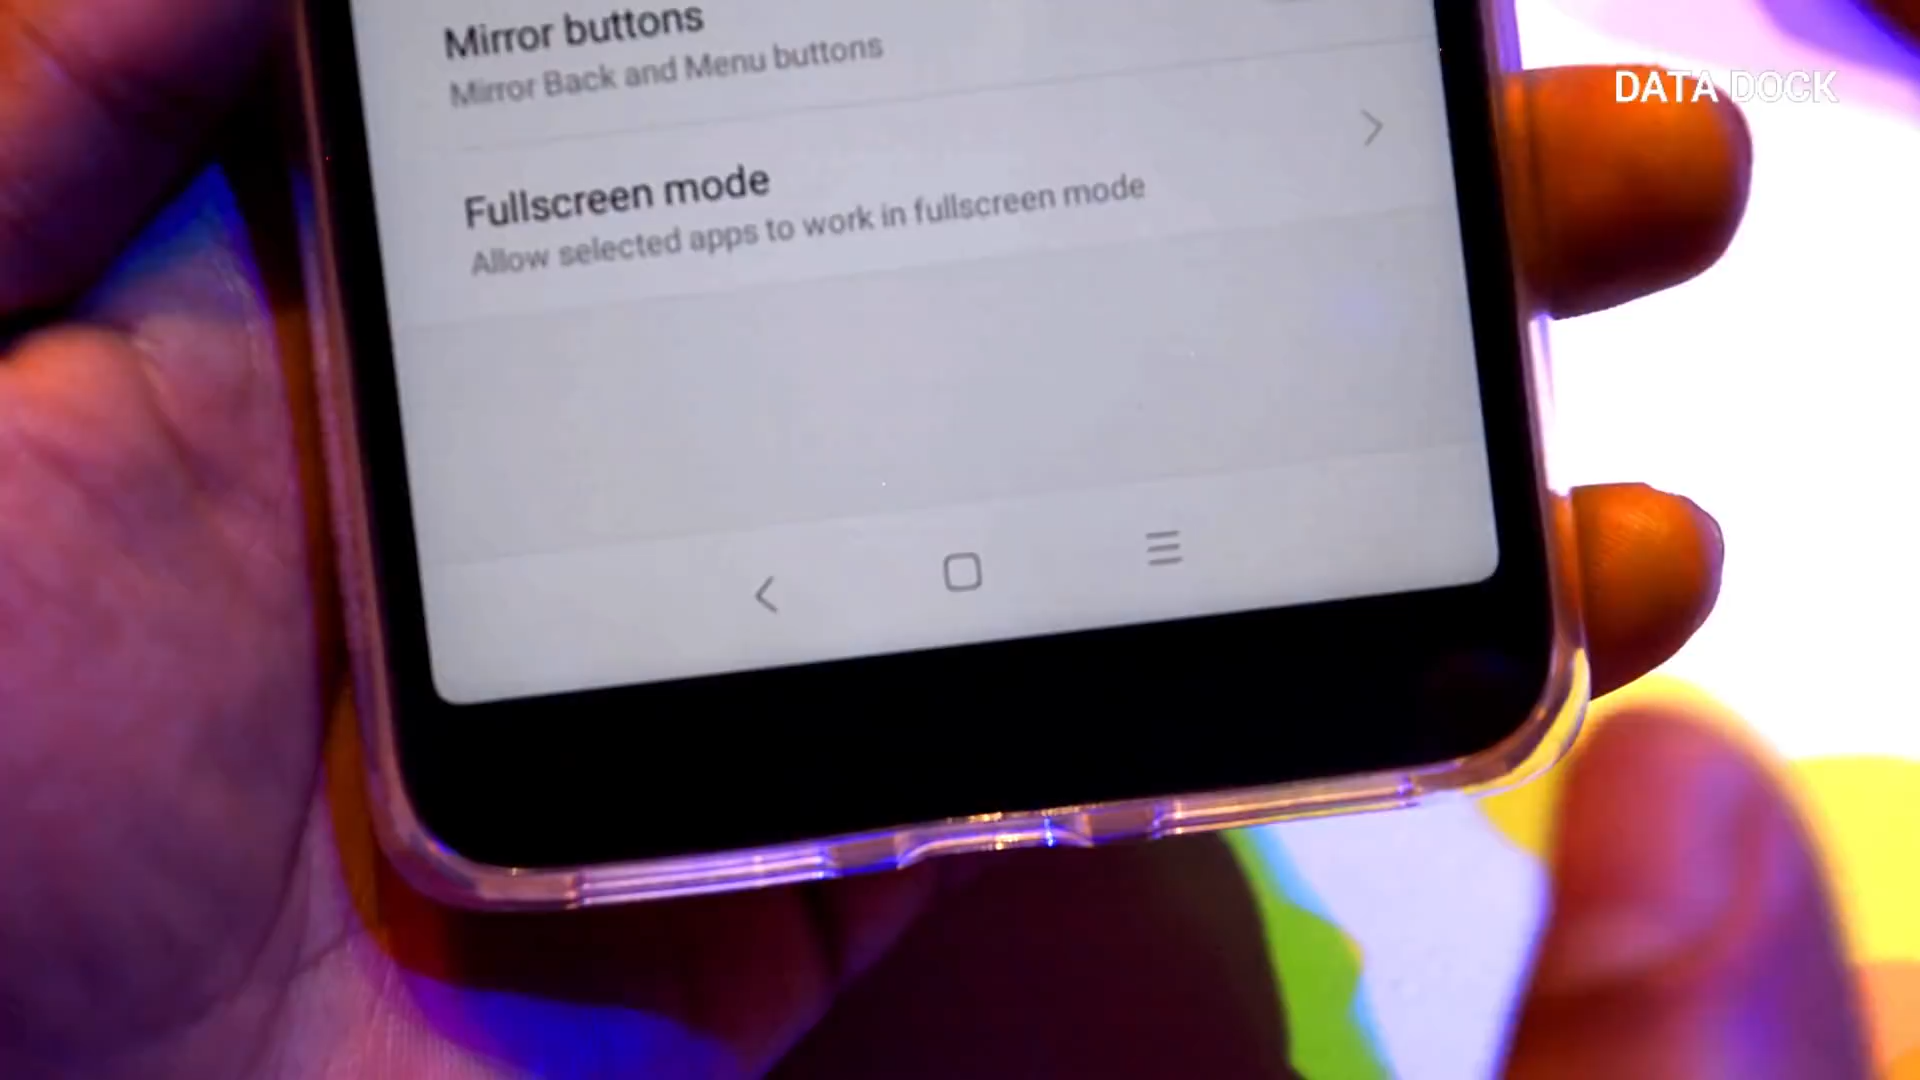 Mirror buttons
Mirror Back and Menu buttons
DATA DOCK
Fullscreen mode
Allow selected apps to work in fullscreen mode